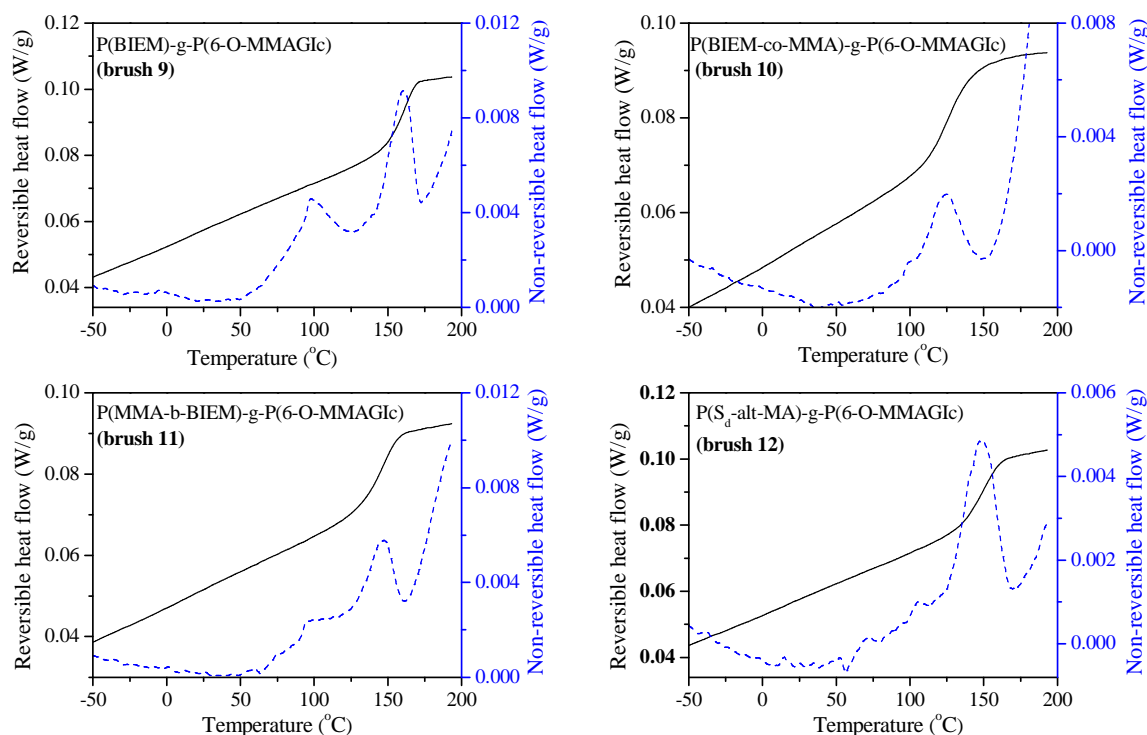 P(BIEM)-g-P(6-O-MMAGIc)
(brush 9)
Reversible heat flow (W/g)
0.12
0.10
0.08
0.06
0.04
Non-reversible heat flow (W/g)
0.012
0.008
0.004
0.000
-50 0 50 100 150 200
Temperature (°C)
P(BIEM-co-MMA)-g-P(6-O-MMAGIc)
(brush 10)
Reversible heat flow (W/g)
0.10
0.08
0.06
0.04
Non-reversible heat flow (W/g)
0.008
0.004
0.000
-50 0 50 100 150 200
Temperature (°C)
P(MMA-b-BIEM)-g-P(6-O-MMAGIc)
(brush 11)
Reversible heat flow (W/g)
0.10
0.08
0.06
0.04
Non-reversible heat flow (W/g)
0.012
0.008
0.004
0.000
-50 0 50 100 150 200
Temperature (°C)
P(S_d-alt-MA)-g-P(6-O-MMAGIc)
(brush 12)
Reversible heat flow (W/g)
0.12
0.10
0.08
0.06
0.04
Non-reversible heat flow (W/g)
0.006
0.004
0.002
0.000
-50 0 50 100 150 200
Temperature (°C)